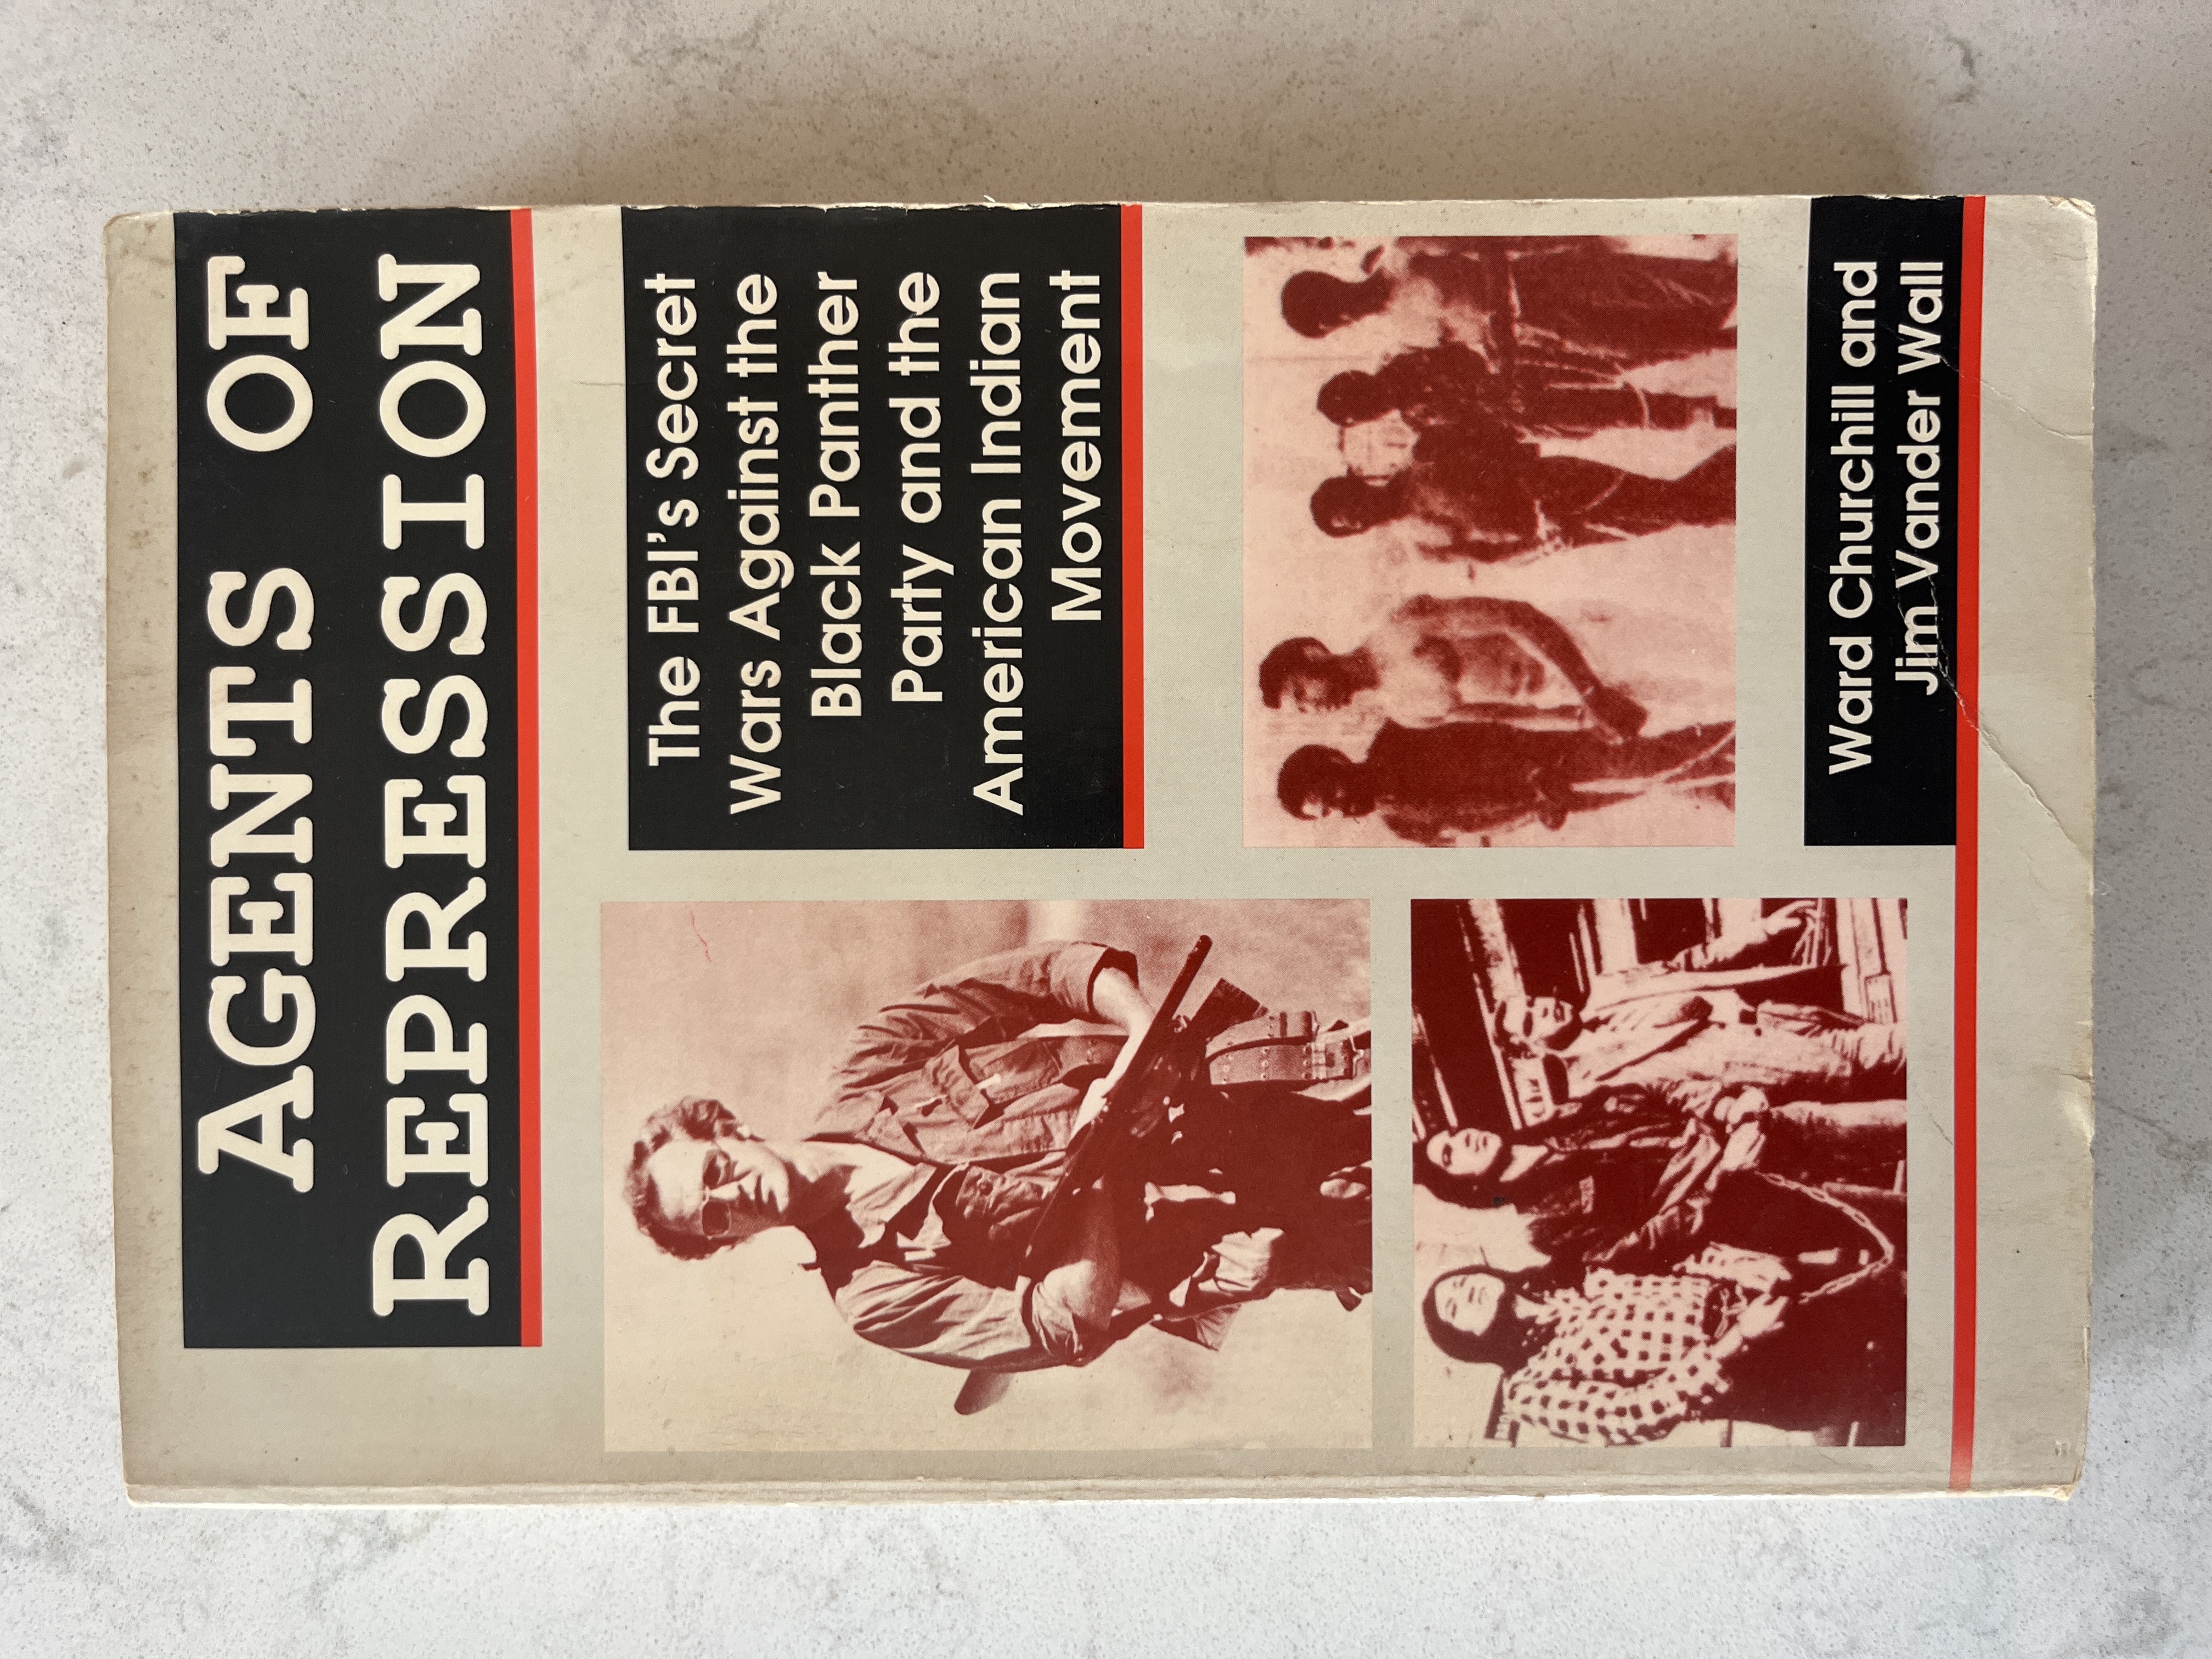 AGENTS OF
REPRESSION
The FBI's Secret
Wars Against the
Black Panther
Party and the
American Indian
Movement
Ward Churchill and
Jim Vander Wall